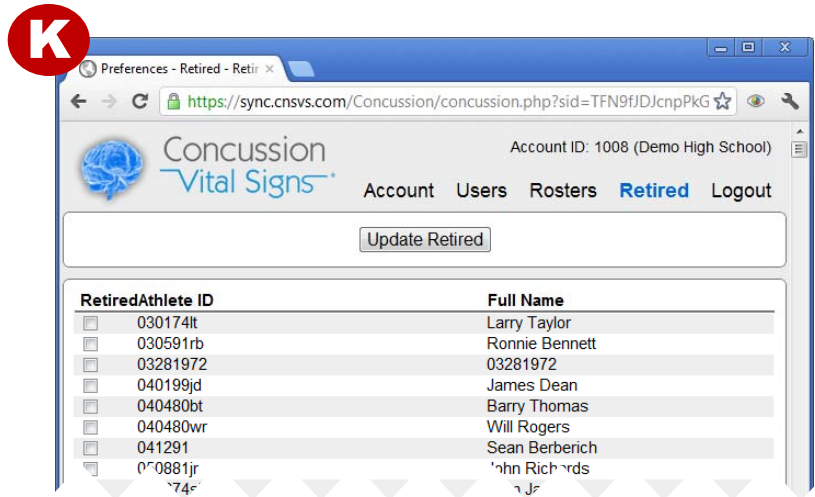 K
Preferences - Retired - Retir
https://sync.cnsvs.com/Concussion/concussion.php?sid=TFN9fJDJcnpPkG
Concussion
Vital Signs
Account ID: 1008 (Demo High School)
Account Users Rosters Retired Logout
Update Retired
Retired Athlete ID Full Name
030174lt Larry Taylor
030591rb Ronnie Bennett
03281972 03281972
040199jd James Dean
040480bt Barry Thomas
040480wr Will Rogers
041291 Sean Berberich
John Richards